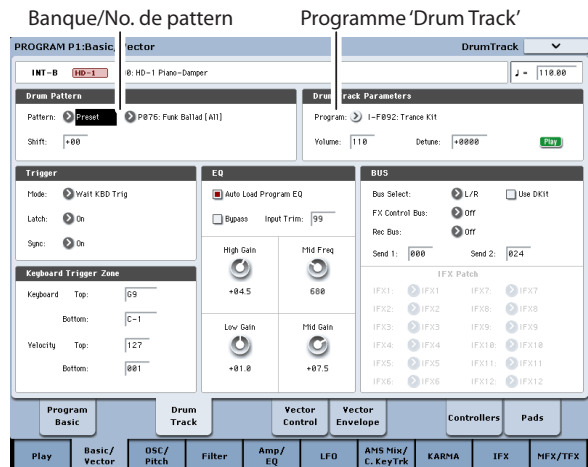 Banque/No. de pattern
Programme ‘Drum Track’
PROGRAM P1:Basic/Vector DrumTrack
INT-B HD-1 0: HD-1 Piano-Damper ♩ = 110.00
Drum Pattern
Pattern: Preset P076: Funk Ballad [All]
Shift: +00
Drum Track Parameters
Program: I-F092: Trance Kit
Volume: 110 Detune: +0000 Play
Trigger
Mode: Wait KBD Trig
Latch: On
Sync: On
Keyboard Trigger Zone
Keyboard Top: G9
Bottom: C-1
Velocity Top: 127
Bottom: 001
EQ
Auto Load Program EQ
Bypass Input Trim: 99
High Gain Mid Freq
+04.5 680
Low Gain Mid Gain
+01.0 +07.5
BUS
Bus Select: L/R Use DKit
FX Control Bus: Off
Rec Bus: Off
Send 1: 000 Send 2: 024
IFX Patch
IFX1: IFX1 IFX7: IFX7
IFX2: IFX2 IFX8: IFX8
IFX3: IFX3 IFX9: IFX9
IFX4: IFX4 IFX10: IFX10
IFX5: IFX5 IFX11: IFX11
IFX6: IFX6 IFX12: IFX12
Program Basic
Drum Track
Vector Control
Vector Envelope
Controllers
Pads
Play
Basic/ Vector
OSC/ Pitch
Filter
Amp/ EQ
LFO
AMS Mix/ C.KeyTrk
KARMA
IFX
MFX/TFX